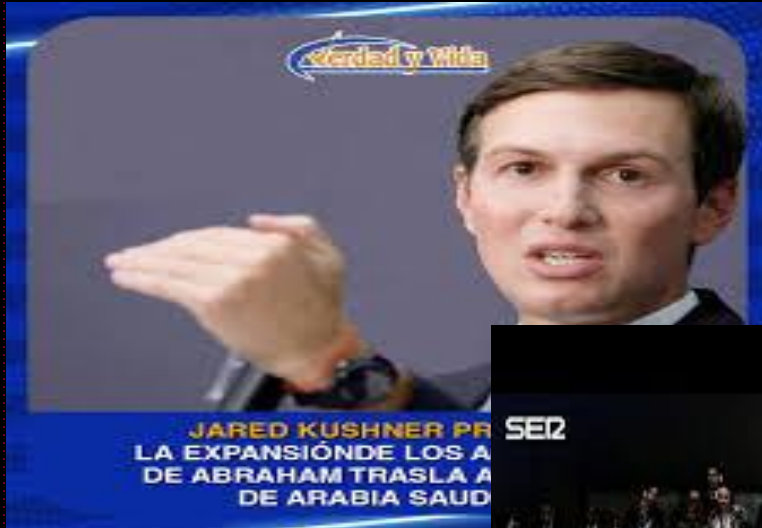 Verdad y Vida
JARED KUSHNER PR
LA EXPANSIÓNDE LOS A
DE ABRAHAM TRASLA A
DE ARABIA SAUD
SER